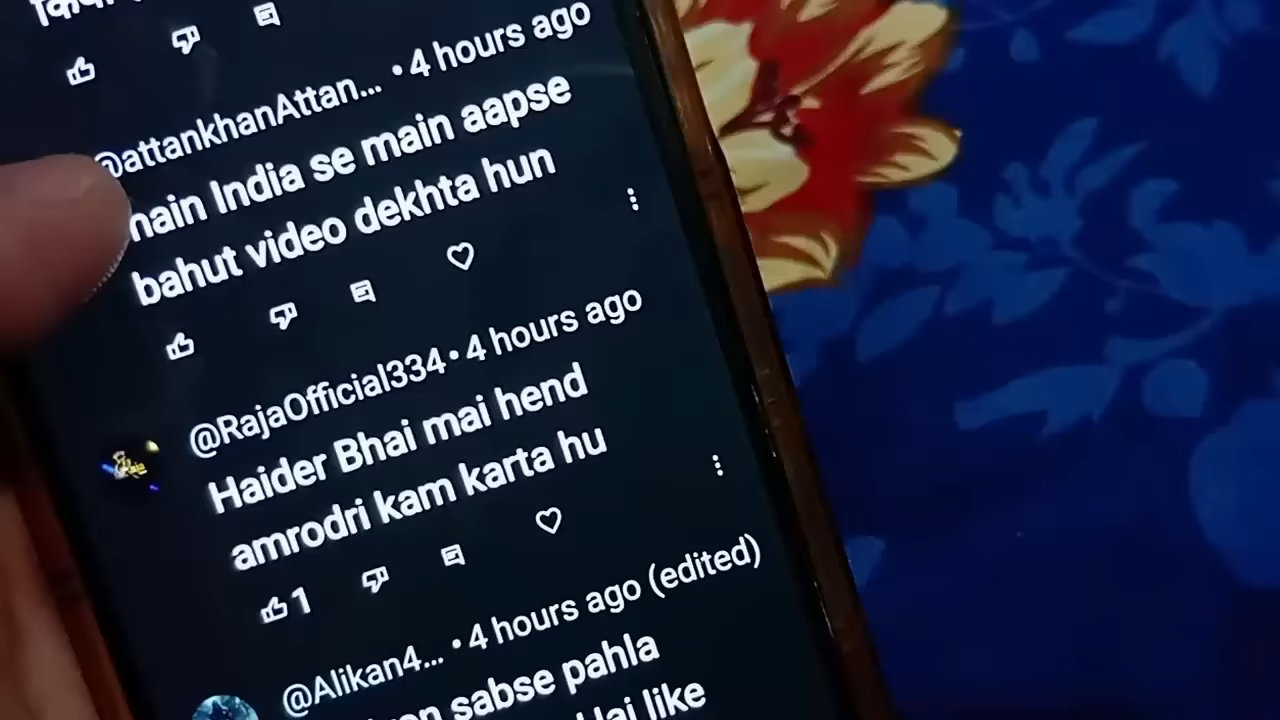 @attankhanAttan... • 4 hours ago
main India se main aapse
bahut video dekhta hun
@RajaOfficial334 • 4 hours ago
Haider Bhai mai hend
amrodri kam karta hu
1
@Alikan4... • 4 hours ago (edited)
sabse pahla
Hai like